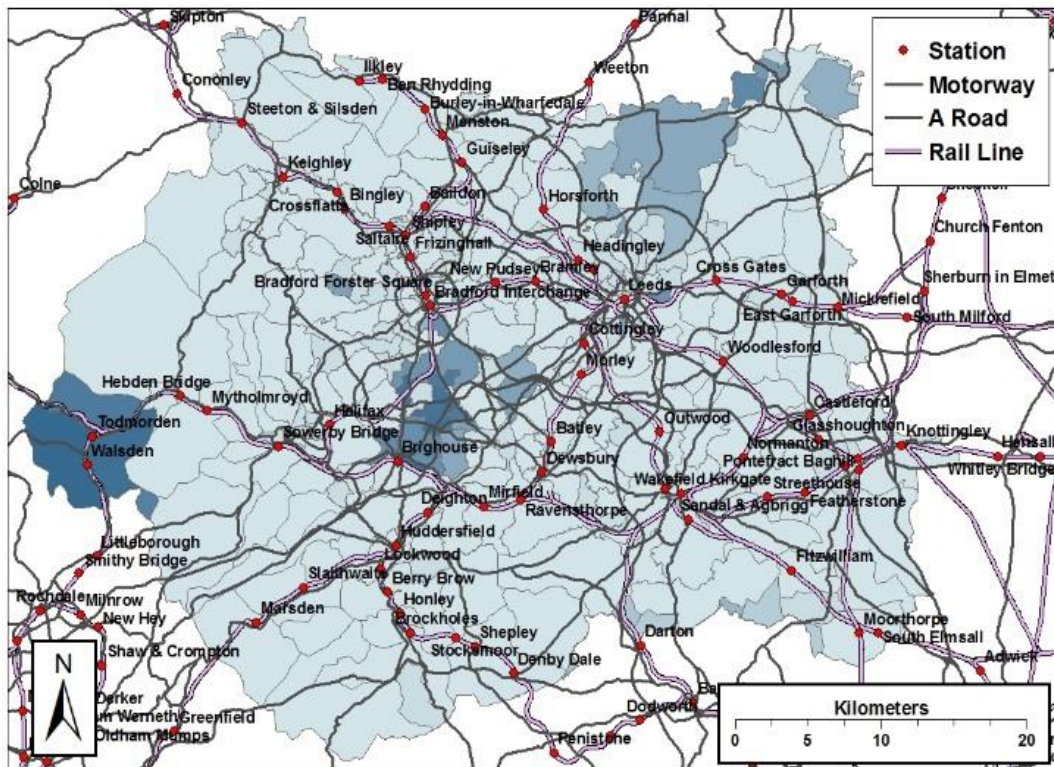 Skipton
Pannal
Station
Motorway
A Road
Rail Line
Ilkley
Ben Rhydding
Weeton
Cononley
Burley-in-Wharfedale
Steeton & Silsden
Menston
Guiseley
Keighley
Colne
Bingley
Baildon
Horsforth
Crossflatts
Shipley
Saltaire
Church Fenton
Frizinghall
Headingley
New Pudsey
Bramley
Cross Gates
Garforth
Sherburn in Elmet
Bradford Forster Square
Bradford Interchange
Leeds
Micklefield
East Garforth
South Milford
Cottingley
Woodlesford
Morley
Hebden Bridge
Mytholmroyd
Castleford
Todmorden
Halifax
Outwood
Glasshoughton
Sowerby Bridge
Batley
Normanton
Knottingley
Hensall
Walsden
Brighouse
Dewsbury
Pontefract Baghill
Whitley Bridge
Wakefield Kirkgate
Streethouse
Deighton
Mirfield
Sandal & Agbrigg
Featherstone
Ravensthorpe
Huddersfield
Littleborough
Lockwood
Fitzwilliam
Smithy Bridge
Slaithwaite
Berry Brow
Rochdale
Milnrow
Marsden
Honley
New Hey
Brockholes
Moorthorpe
Shepley
Darton
South Elmsall
Shaw & Crompton
Stocksmoor
Denby Dale
Adwick
N
Derker
Dodworth
Kilometers
Werneth
Greenfield
Oldham Mumps
Penistone
0 5 10 20